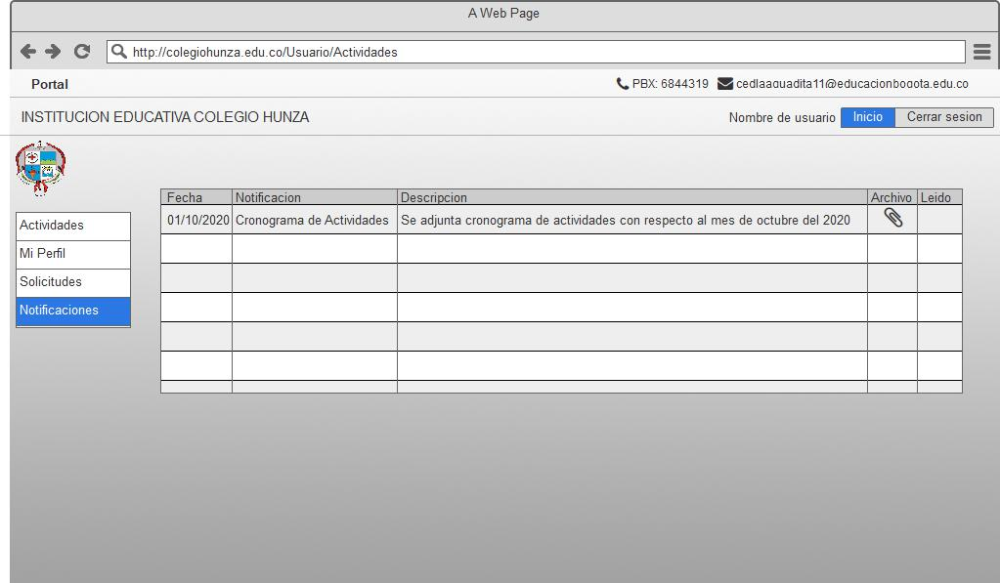 A Web Page
http://colegiohunza.edu.co/Usuario/Actividades
Portal
PBX: 6844319
cedlaaguadita11@educacionbogota.edu.co
INSTITUCION EDUCATIVA COLEGIO HUNZA
Nombre de usuario
Inicio
Cerrar sesion
Actividades
Mi Perfil
Solicitudes
Notificaciones
Fecha Notificacion Descripcion Archivo Leido
01/10/2020 Cronograma de Actividades Se adjunta cronograma de actividades con respecto al mes de octubre del 2020